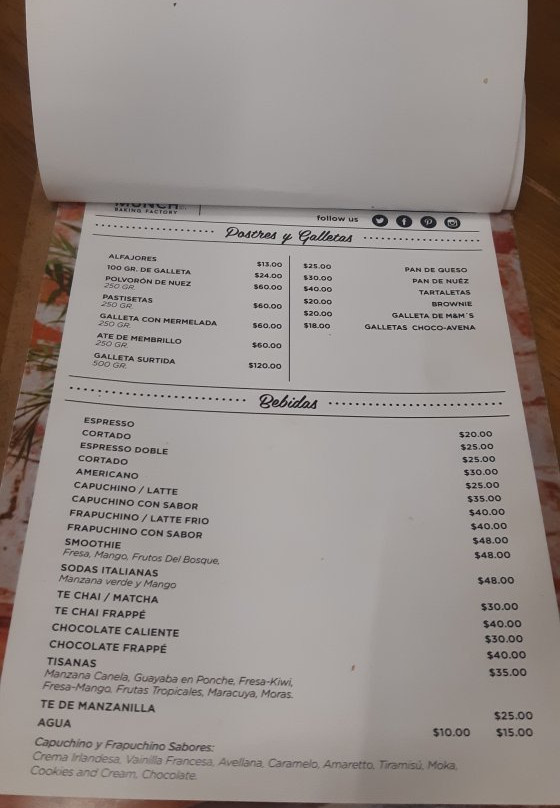 MUNCH
BAKING FACTORY
follow us
Postres y Galletas
ALFAJORES $13.00
100 GR. DE GALLETA $24.00
POLVORÓN DE NUEZ $60.00
250 GR.
PASTISETAS $60.00
250 GR.
GALLETA CON MERMELADA $60.00
250 GR.
ATE DE MEMBRILLO $60.00
250 GR.
GALLETA SURTIDA $120.00
500 GR.
$25.00 PAN DE QUESO
$30.00 PAN DE NUEZ
$40.00 TARTALETAS
$20.00 BROWNIE
$20.00 GALLETA DE M&M´S
$18.00 GALLETAS CHOCO-AVENA
Bebidas
ESPRESSO $20.00
CORTADO $25.00
ESPRESSO DOBLE $25.00
CORTADO $30.00
AMERICANO $25.00
CAPUCHINO / LATTE $35.00
CAPUCHINO CON SABOR $40.00
FRAPUCHINO / LATTE FRIO $40.00
FRAPUCHINO CON SABOR $48.00
SMOOTHIE $48.00
Fresa, Mango, Frutos Del Bosque,
SODAS ITALIANAS $48.00
Manzana verde y Mango
TE CHAI / MATCHA $30.00
TE CHAI FRAPPÉ $40.00
CHOCOLATE CALIENTE $30.00
CHOCOLATE FRAPPÉ $40.00
TISANAS $35.00
Manzana Canela, Guayaba en Ponche, Fresa-Kiwi,
Fresa-Mango, Frutas Tropicales, Maracuya, Moras.
TE DE MANZANILLA $25.00
AGUA $10.00 $15.00
Capuchino y Frapuchino Sabores:
Crema Irlandesa, Vainilla Francesa, Avellana, Caramelo, Amaretto, Tiramisú, Moka,
Cookies and Cream, Chocolate.